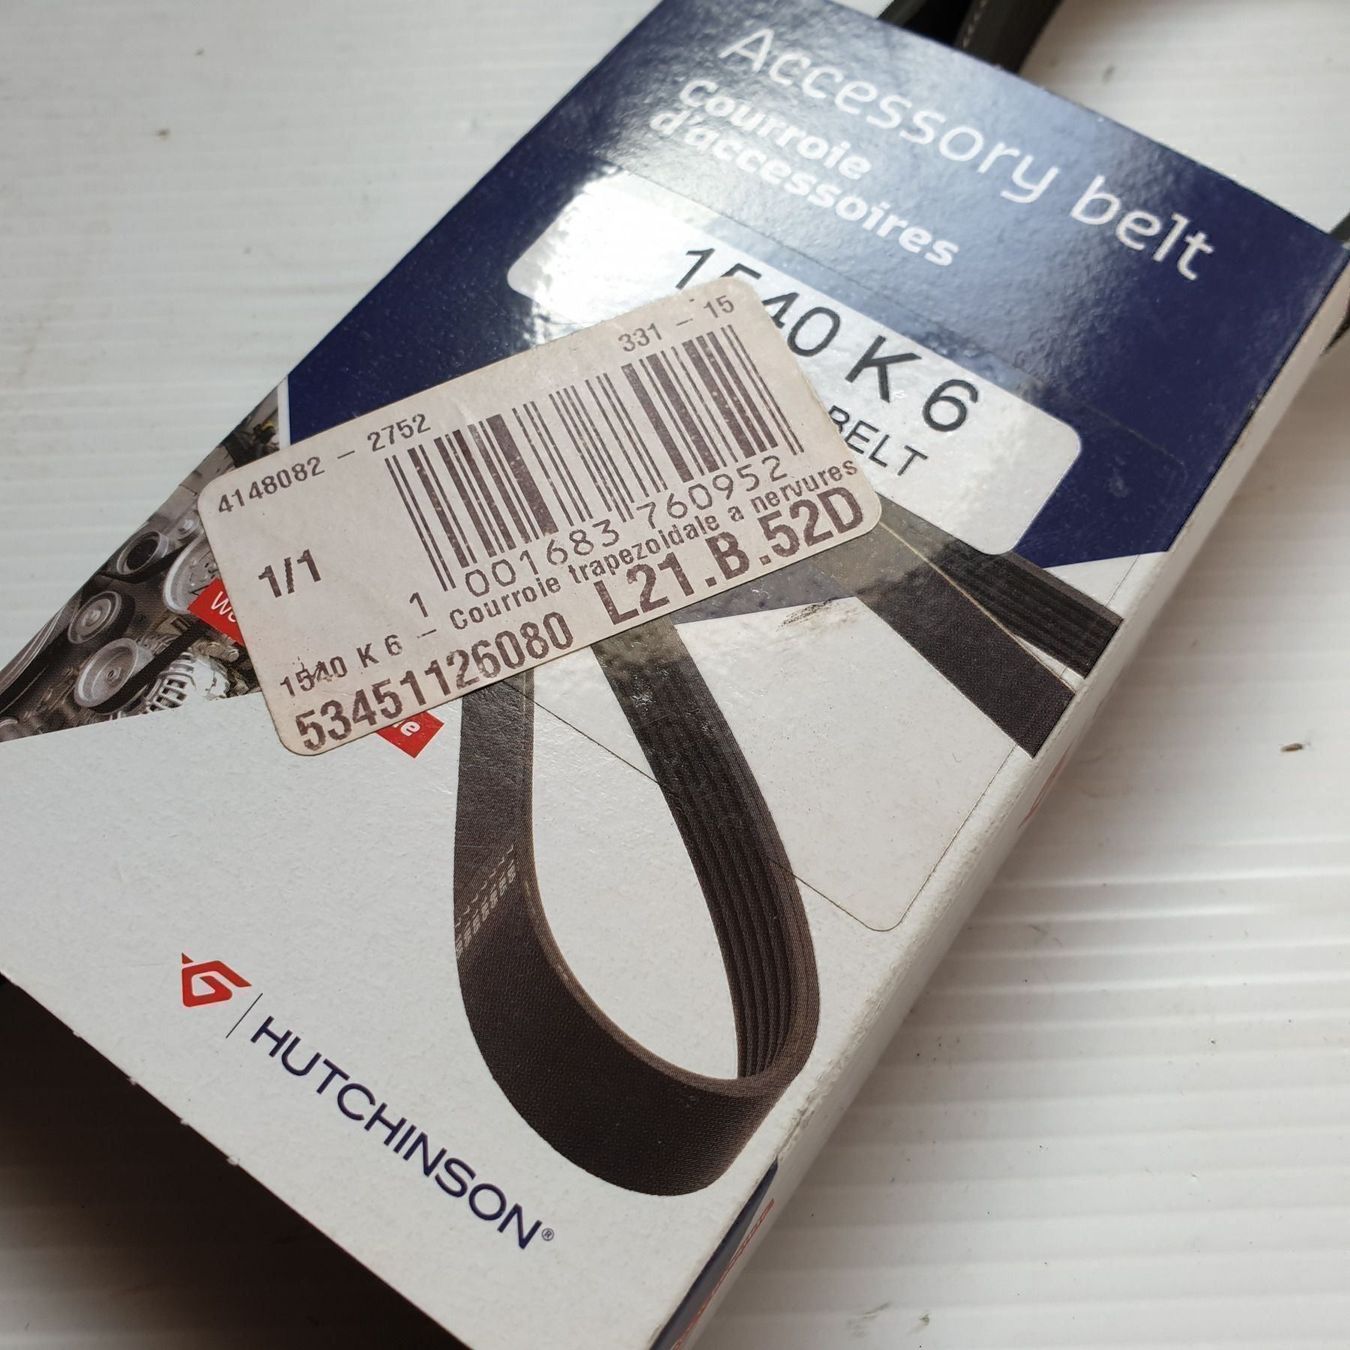 Accessory belt
Courroie
d'accessoires
1540 K 6
BELT
331 - 15
4148082 - 2752
1/1
1 001683 760952
1540 K 6 - Courroie trapezoidale a nervures
53451126080 L21.B.52D
HUTCHINSON®